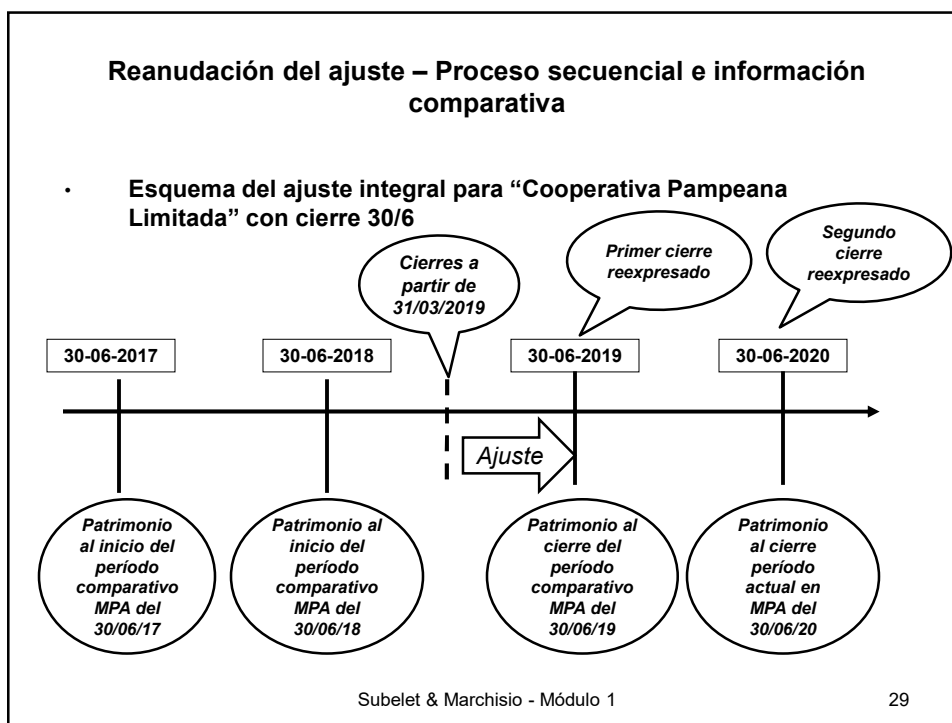 Reanudación del ajuste – Proceso secuencial e información
comparativa
• Esquema del ajuste integral para “Cooperativa Pampeana
Limitada” con cierre 30/6
Cierres a
partir de
31/03/2019
Primer cierre
reexpresado
Segundo
cierre
reexpresado
30-06-2017
30-06-2018
30-06-2019
30-06-2020
Ajuste
Patrimonio
al inicio del
período
comparativo
MPA del
30/06/17
Patrimonio al
inicio del
período
comparativo
MPA del
30/06/18
Patrimonio al
cierre del
período
comparativo
MPA del
30/06/19
Patrimonio
al cierre
período
actual en
MPA del
30/06/20
Subelet & Marchisio - Módulo 1
29